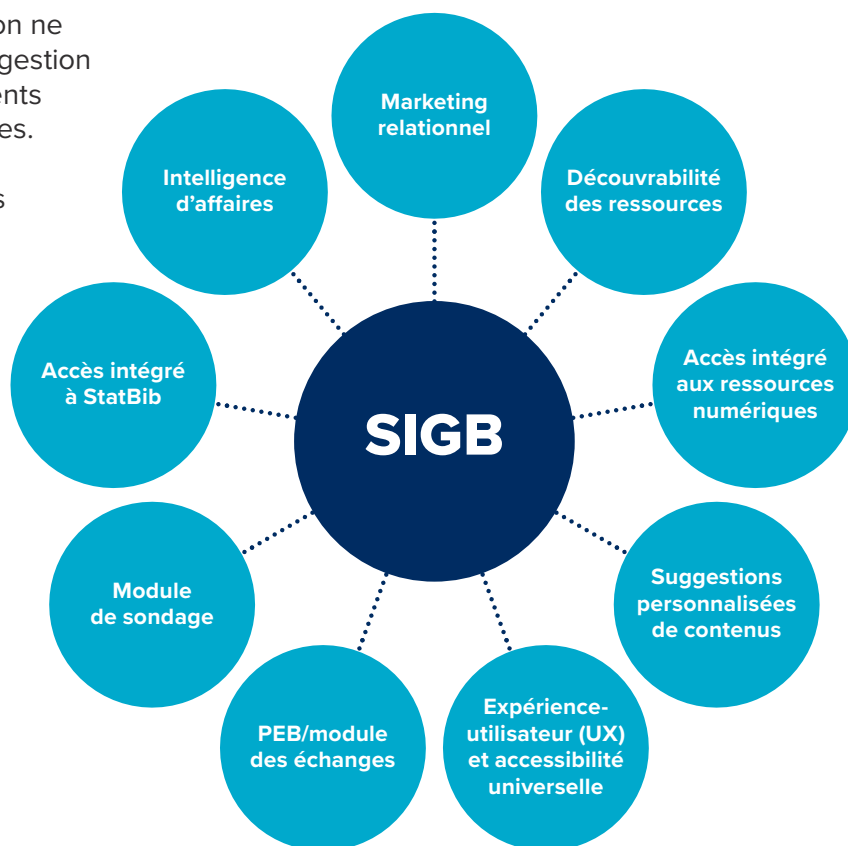 on ne
gestion
ents
es.
s
Marketing
relationnel
Découvrabilité
des ressources
Accès intégré
aux ressources
numériques
Suggestions
personnalisées
de contenus
Expérience-
utilisateur (UX)
et accessibilité
universelle
PEB/module
des échanges
Module
de sondage
Accès intégré
à StatBib
Intelligence
d’affaires
SIGB